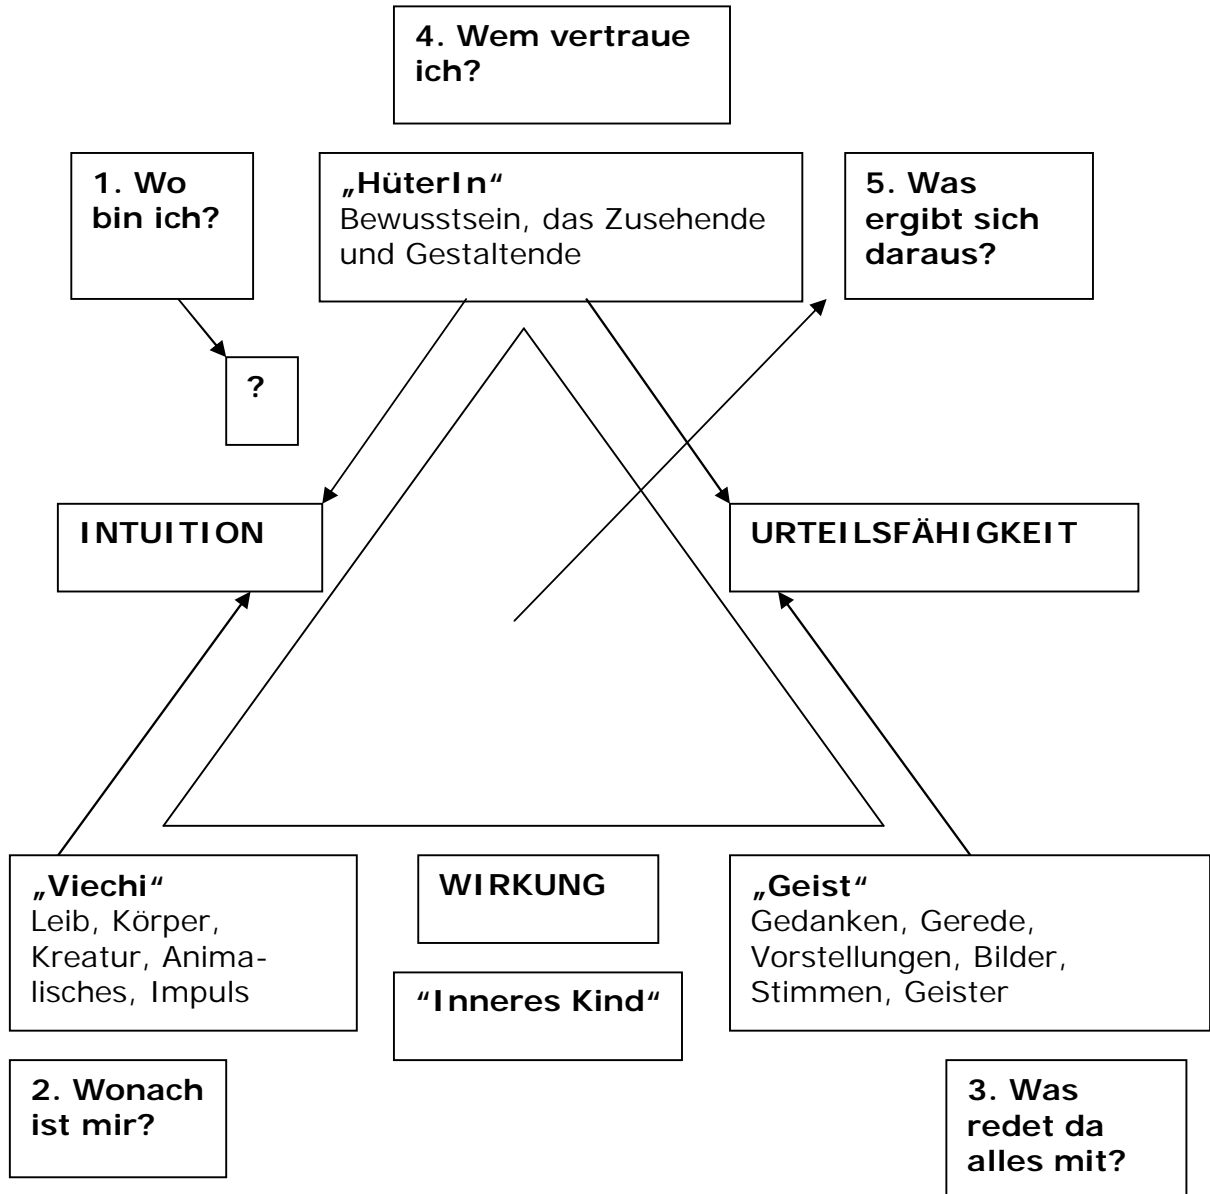 4. Wem vertraue
ich?
1. Wo
bin ich?
„HüterIn“
Bewusstsein, das Zusehende
und Gestaltende
5. Was
ergibt sich
daraus?
?
INTUITION
URTEILSFÄHIGKEIT
„Viechi“
Leib, Körper,
Kreatur, Anima-
lisches, Impuls
WIRKUNG
“Inneres Kind“
„Geist“
Gedanken, Gerede,
Vorstellungen, Bilder,
Stimmen, Geister
2. Wonach
ist mir?
3. Was
redet da
alles mit?